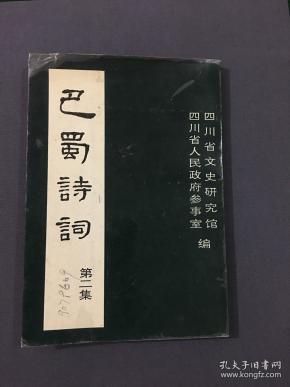 巴蜀詩詞
第二集
四川省文史研究馆
四川省人民政府参事室
编
孔夫子旧书网